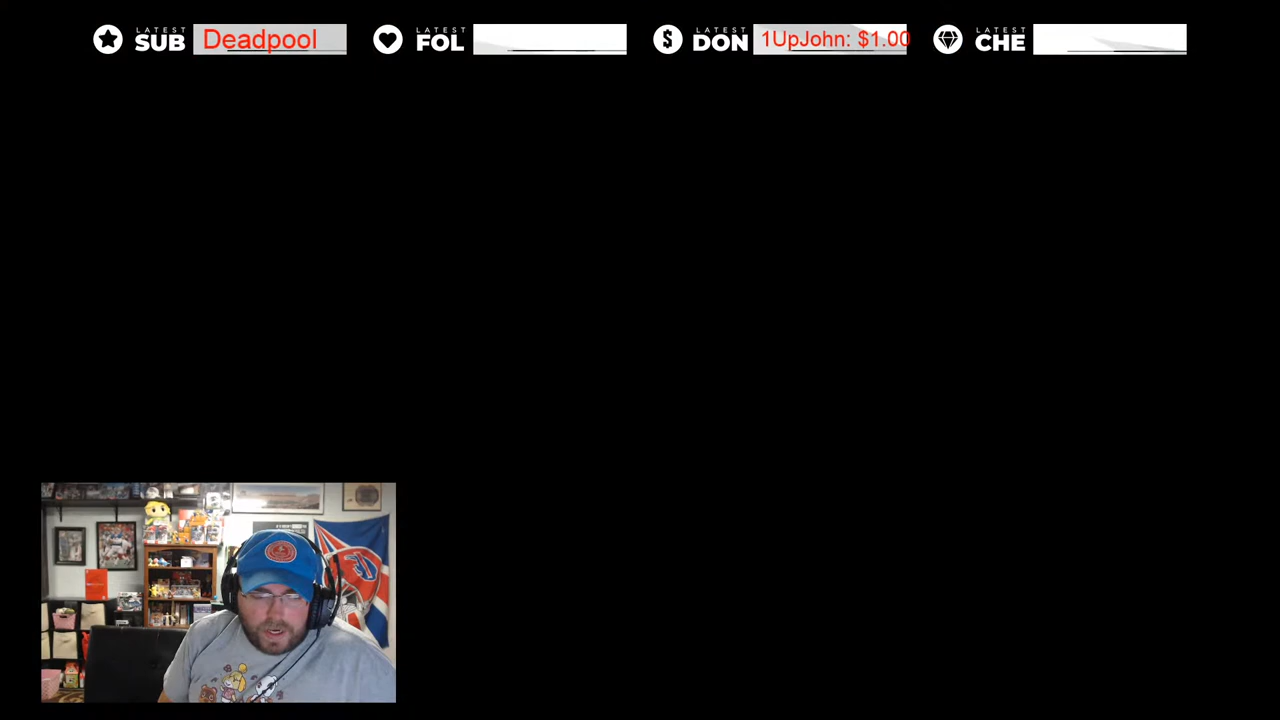 LATEST
SUB
Deadpool
LATEST
FOL
LATEST
DON
1UpJohn: $1.00
LATEST
CHE